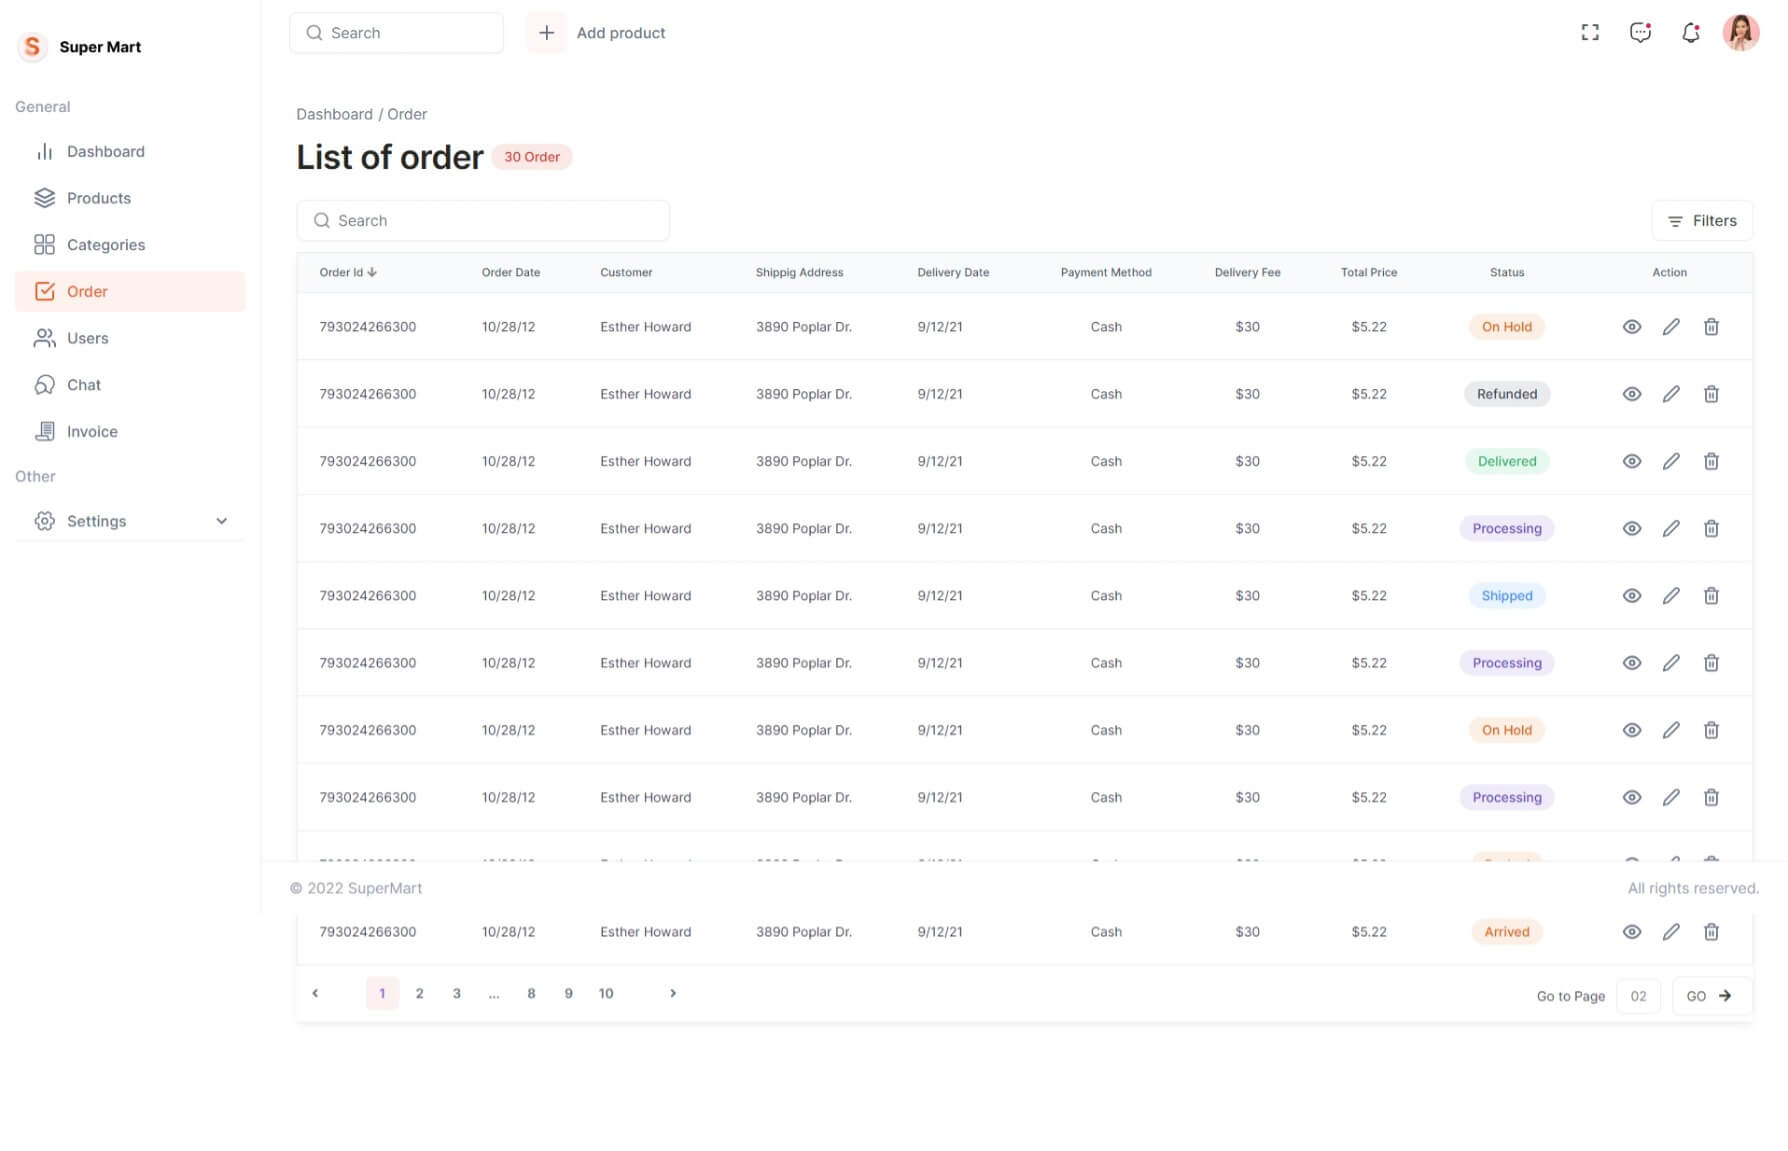 S Super Mart
Search
Add product
General
Dashboard
Products
Categories
Order
Users
Chat
Invoice
Other
Settings
Dashboard / Order
List of order 30 Order
Search
Filters
Order Id Order Date Customer Shippig Address Delivery Date Payment Method Delivery Fee Total Price Status Action
793024266300 10/28/12 Esther Howard 3890 Poplar Dr. 9/12/21 Cash $30 $5.22 On Hold
793024266300 10/28/12 Esther Howard 3890 Poplar Dr. 9/12/21 Cash $30 $5.22 Refunded
793024266300 10/28/12 Esther Howard 3890 Poplar Dr. 9/12/21 Cash $30 $5.22 Delivered
793024266300 10/28/12 Esther Howard 3890 Poplar Dr. 9/12/21 Cash $30 $5.22 Processing
793024266300 10/28/12 Esther Howard 3890 Poplar Dr. 9/12/21 Cash $30 $5.22 Shipped
793024266300 10/28/12 Esther Howard 3890 Poplar Dr. 9/12/21 Cash $30 $5.22 Processing
793024266300 10/28/12 Esther Howard 3890 Poplar Dr. 9/12/21 Cash $30 $5.22 On Hold
793024266300 10/28/12 Esther Howard 3890 Poplar Dr. 9/12/21 Cash $30 $5.22 Processing
© 2022 SuperMart All rights reserved.
793024266300 10/28/12 Esther Howard 3890 Poplar Dr. 9/12/21 Cash $30 $5.22 Arrived
1 2 3 ... 8 9 10
Go to Page 02 GO